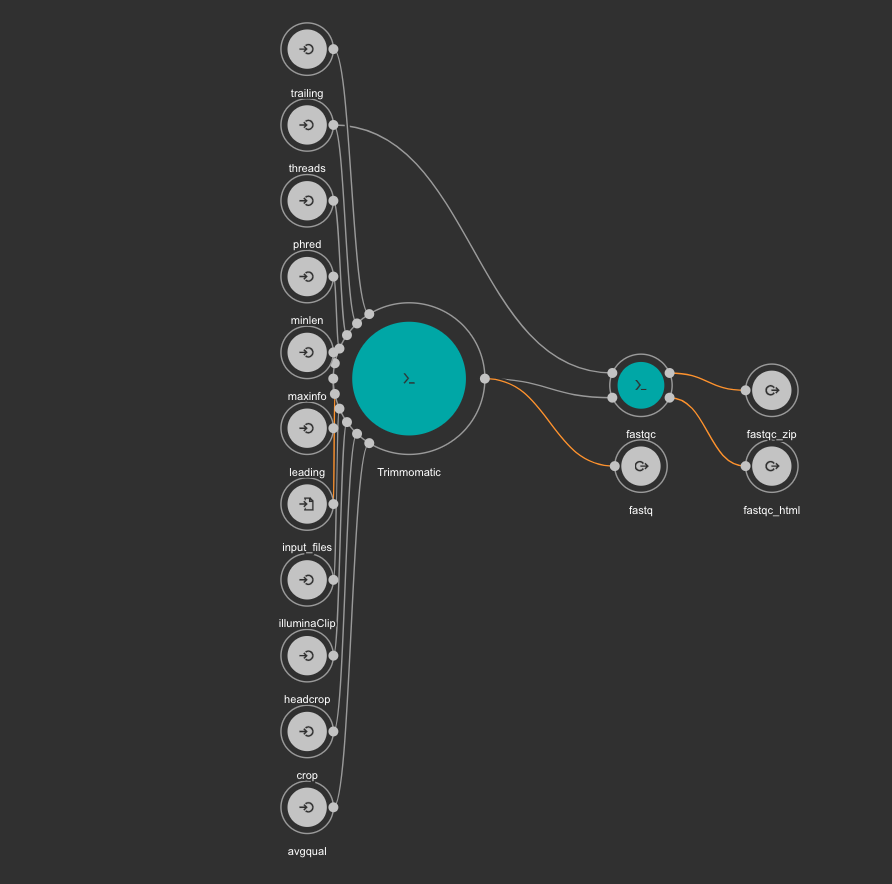 trailing
threads
phred
minlen
maxinfo
leading
input_files
illuminaClip
headcrop
crop
avgqual
Trimmomatic
fastqc
fastq
fastqc_zip
fastqc_html